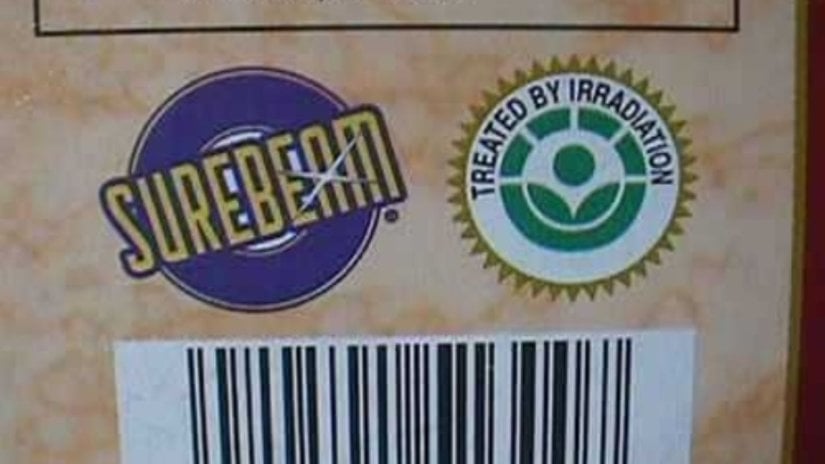 SUREBEAM®
TREATED BY IRRADIATION